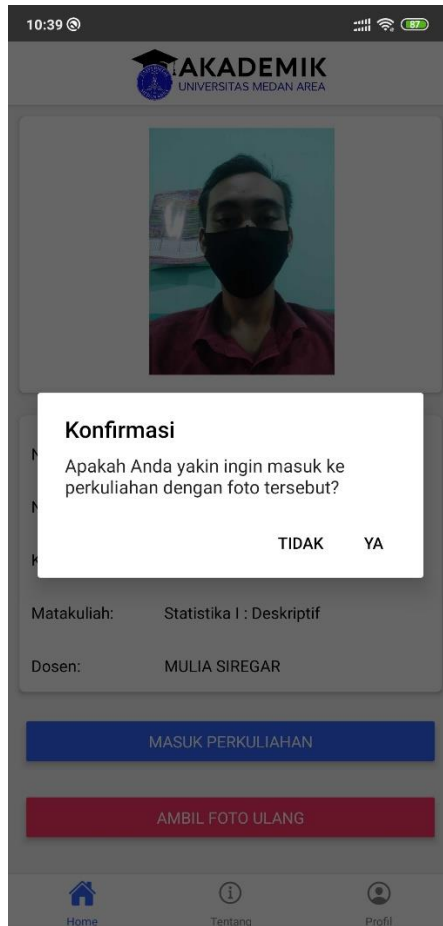 10:39
87
AKADEMIK
UNIVERSITAS MEDAN AREA
Konfirmasi
Apakah Anda yakin ingin masuk ke
perkuliahan dengan foto tersebut?
TIDAK YA
Matakuliah: Statistika I : Deskriptif
Dosen: MULIA SIREGAR
MASUK PERKULIAHAN
AMBIL FOTO ULANG
Home Tentang Profil